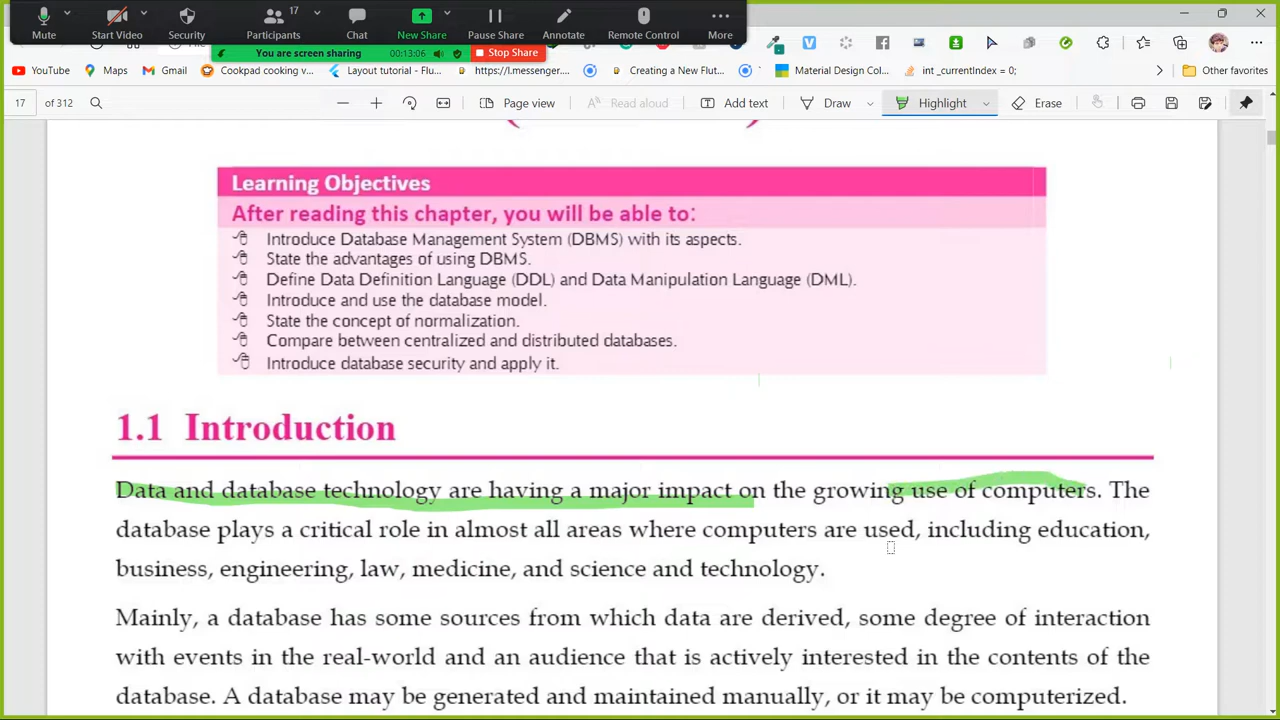 17
Mute
Start Video
Security
Participants
Chat
New Share
Pause Share
Annotate
Remote Control
More
You are screen sharing
00:13:06
Stop Share
YouTube
Maps
Gmail
Cookpad cooking v...
Layout tutorial - Flu...
https://l.messenger...
Creating a New Flut...
Material Design Col...
int _currentIndex = 0;
Other favorites
17 of 312
Page view
Read aloud
Add text
Draw
Highlight
Erase
Learning Objectives
After reading this chapter, you will be able to:
Introduce Database Management System (DBMS) with its aspects.
State the advantages of using DBMS.
Define Data Definition Language (DDL) and Data Manipulation Language (DML).
Introduce and use the database model.
State the concept of normalization.
Compare between centralized and distributed databases.
Introduce database security and apply it.
1.1 Introduction
Data and database technology are having a major impact on the growing use of computers. The
database plays a critical role in almost all areas where computers are used, including education,
business, engineering, law, medicine, and science and technology.
Mainly, a database has some sources from which data are derived, some degree of interaction
with events in the real-world and an audience that is actively interested in the contents of the
database. A database may be generated and maintained manually, or it may be computerized.